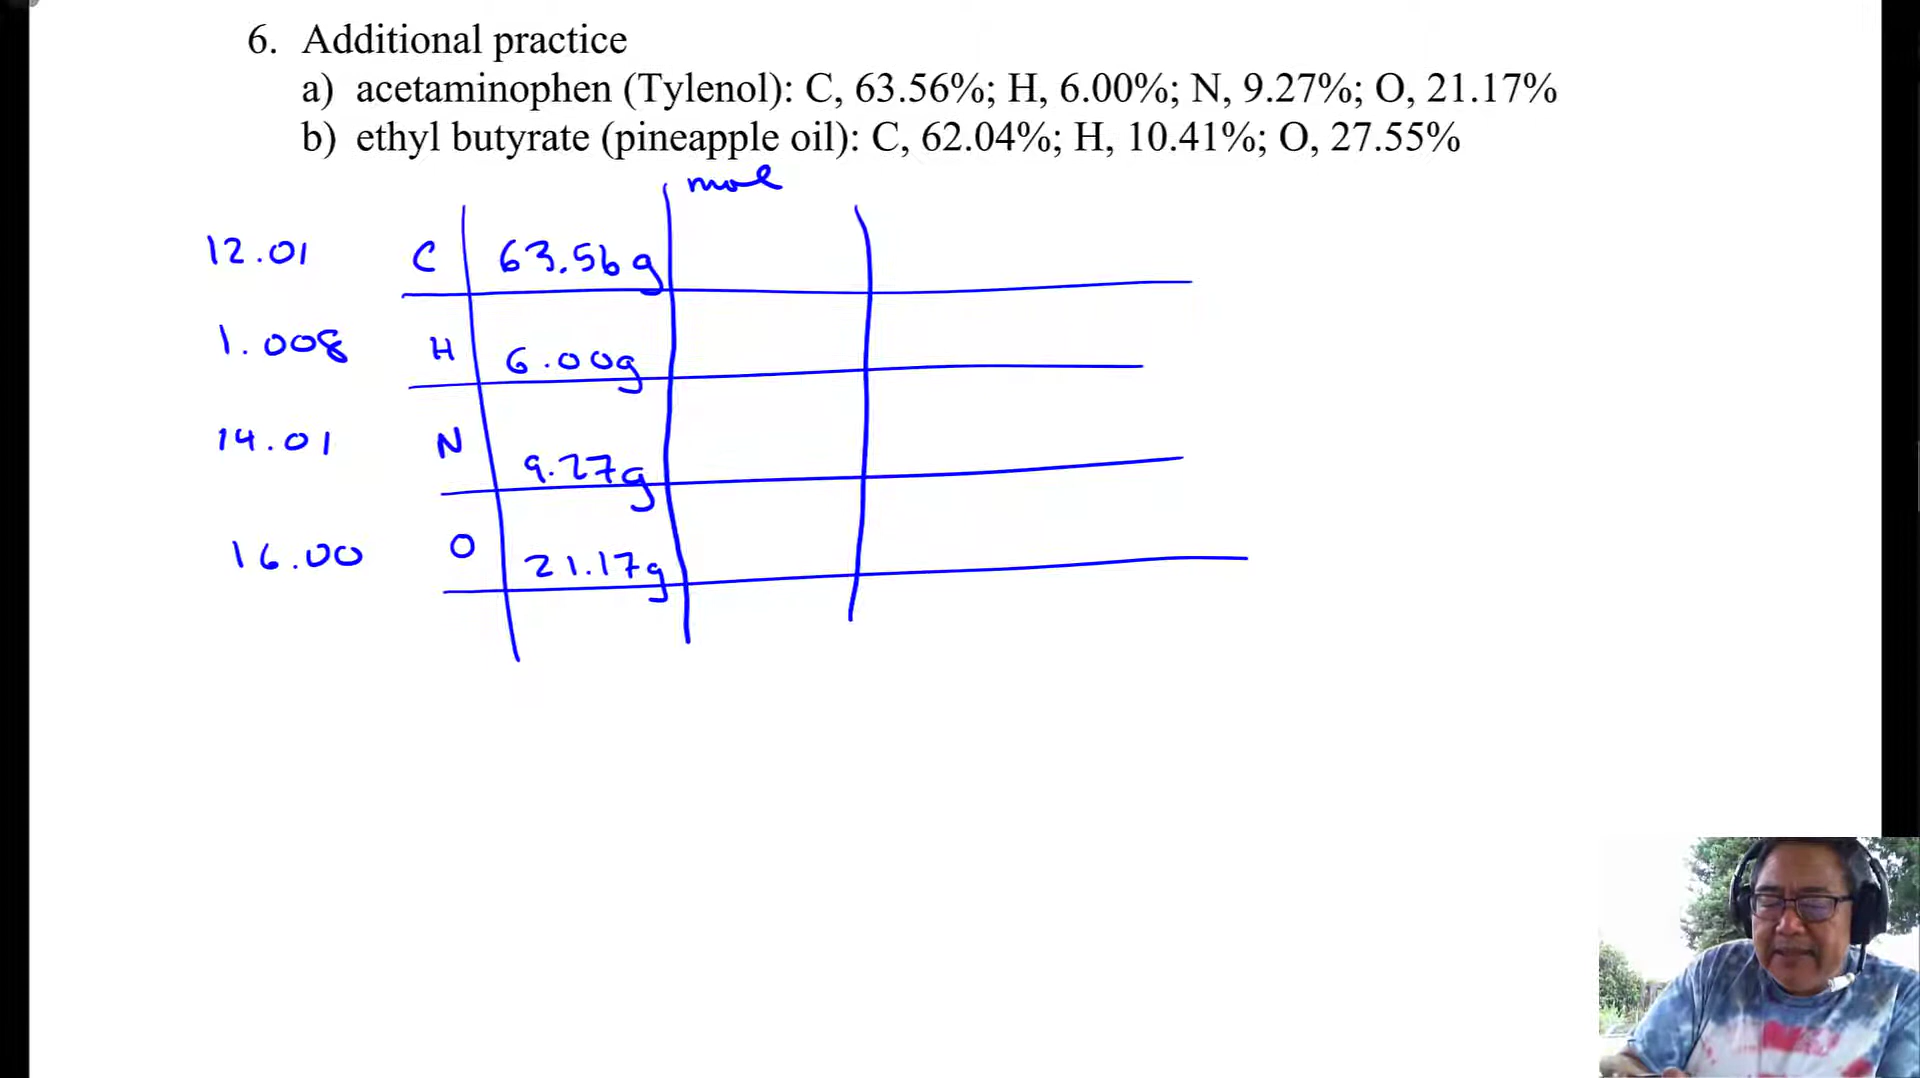 6. Additional practice
a) acetaminophen (Tylenol): C, 63.56%; H, 6.00%; N, 9.27%; O, 21.17%
b) ethyl butyrate (pineapple oil): C, 62.04%; H, 10.41%; O, 27.55%
mol
12.01 C 63.56g
1.008 H 6.00g
14.01 N 9.27g
16.00 O 21.17g